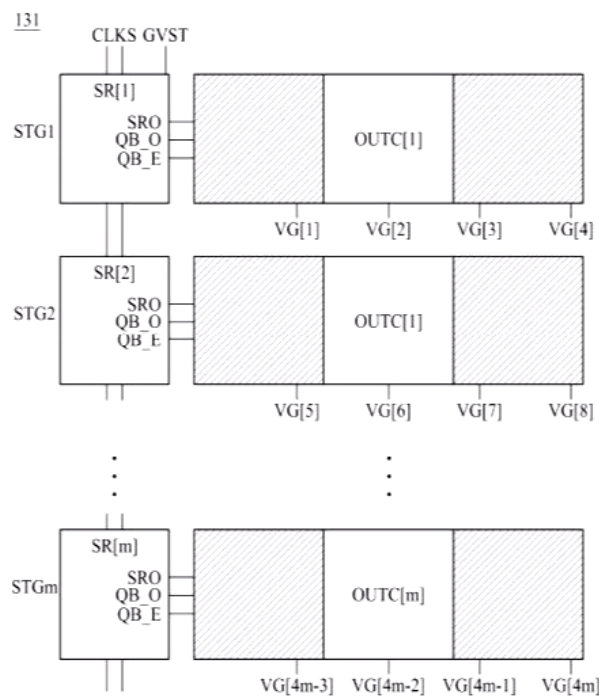 131
CLKS GVST
SR[1]
STG1
SRO
QB_O
QB_E
OUTC[1]
VG[1] VG[2] VG[3] VG[4]
SR[2]
STG2
SRO
QB_O
QB_E
OUTC[1]
VG[5] VG[6] VG[7] VG[8]
SR[m]
STGm
SRO
QB_O
QB_E
OUTC[m]
VG[4m-3] VG[4m-2] VG[4m-1] VG[4m]